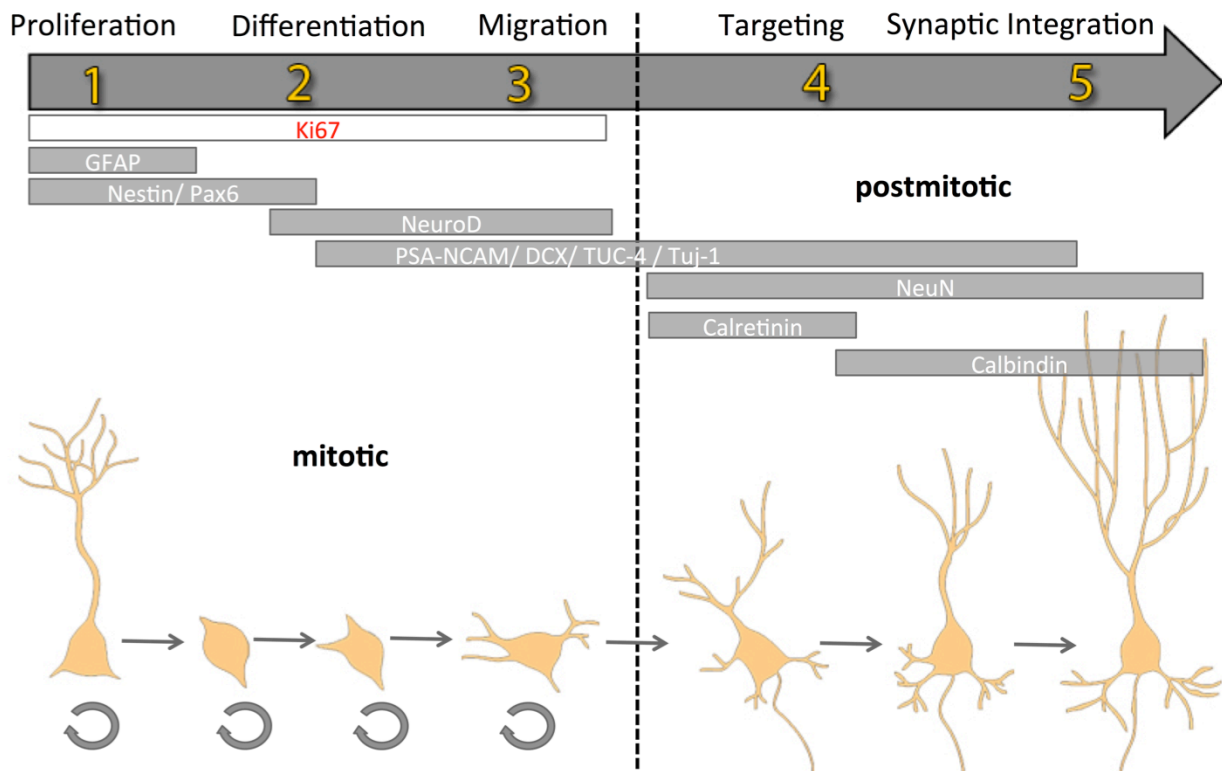 Proliferation Differentiation Migration Targeting Synaptic Integration
1 2 3 4 5
Ki67
GFAP
Nestin/ Pax6
postmitotic
NeuroD
PSA-NCAM/ DCX/ TUC-4 / Tuj-1
NeuN
Calretinin
Calbindin
mitotic